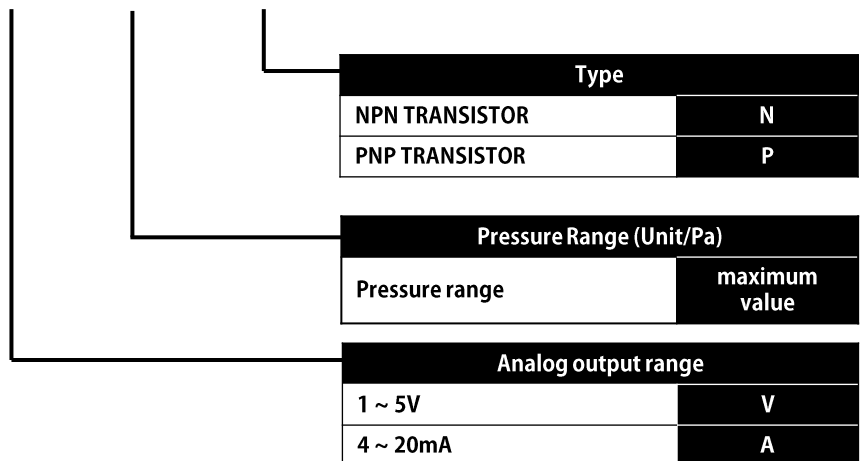 Type
NPN TRANSISTOR N
PNP TRANSISTOR P
Pressure Range (Unit/Pa)
Pressure range maximum value
Analog output range
1 ~ 5V V
4 ~ 20mA A